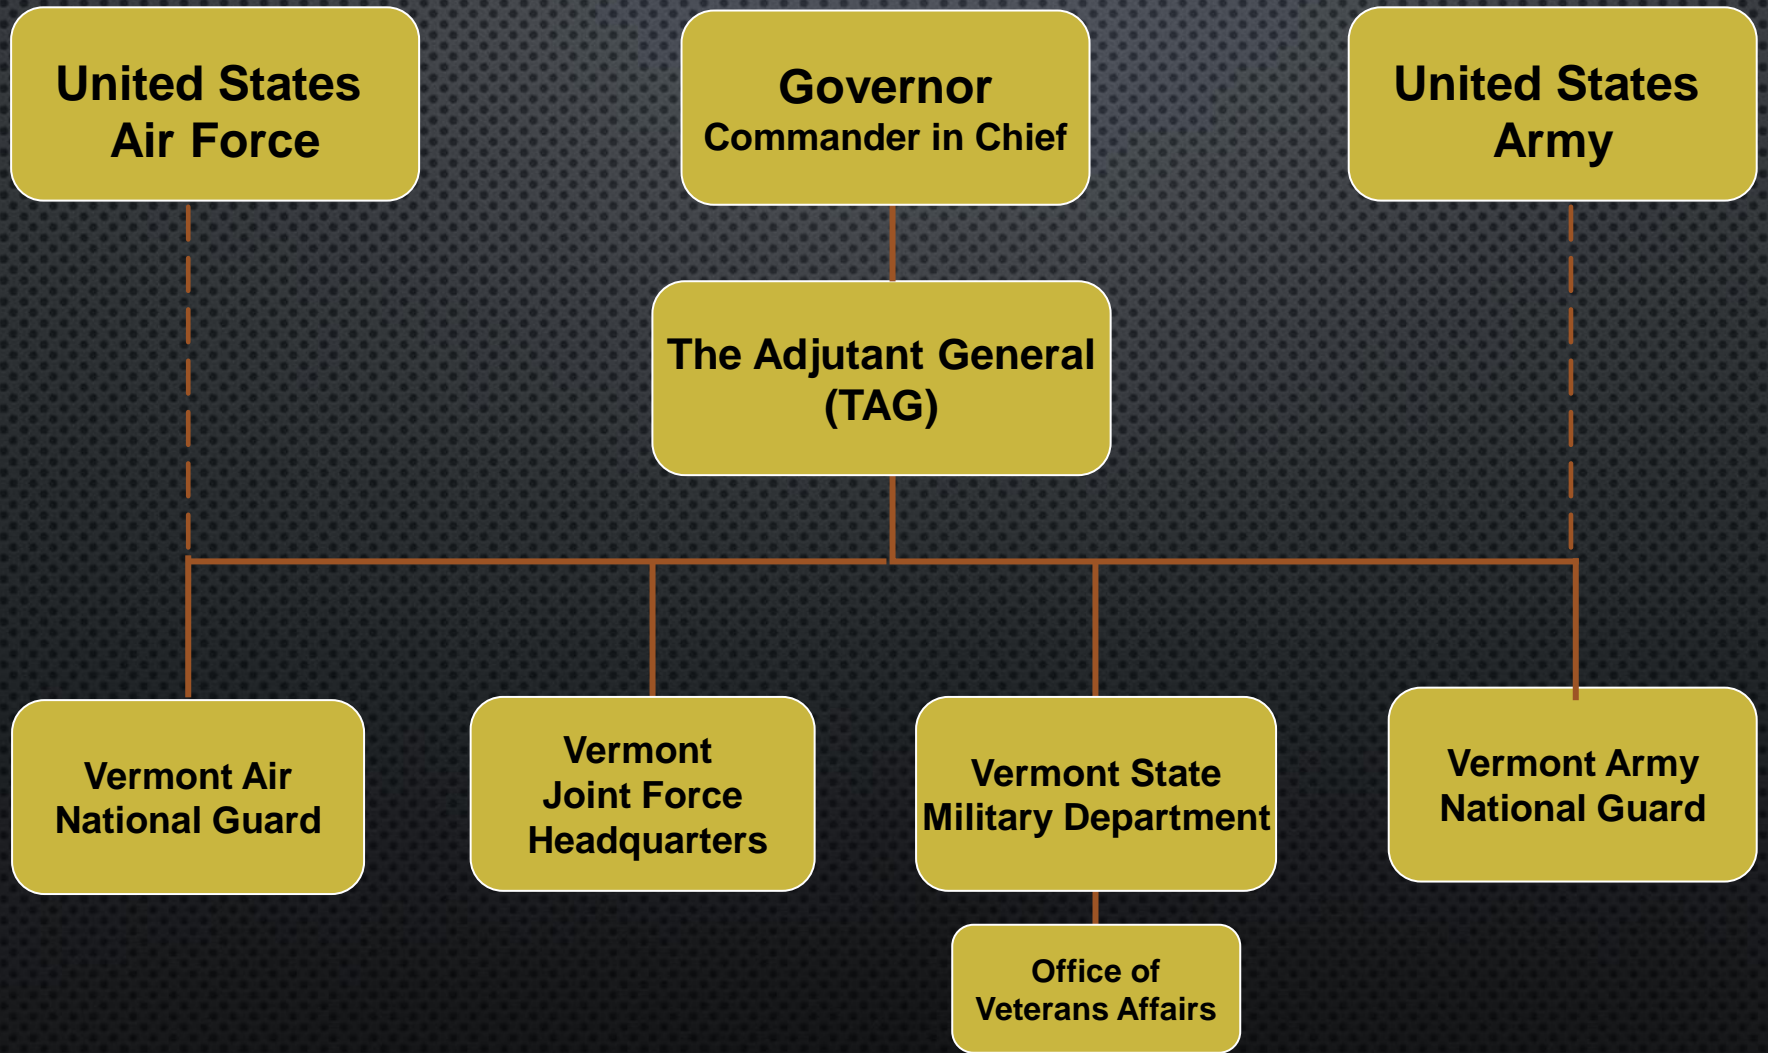 United States
Air Force
Governor
Commander in Chief
United States
Army
The Adjutant General
(TAG)
Vermont Air
National Guard
Vermont
Joint Force
Headquarters
Vermont State
Military Department
Vermont Army
National Guard
Office of
Veterans Affairs